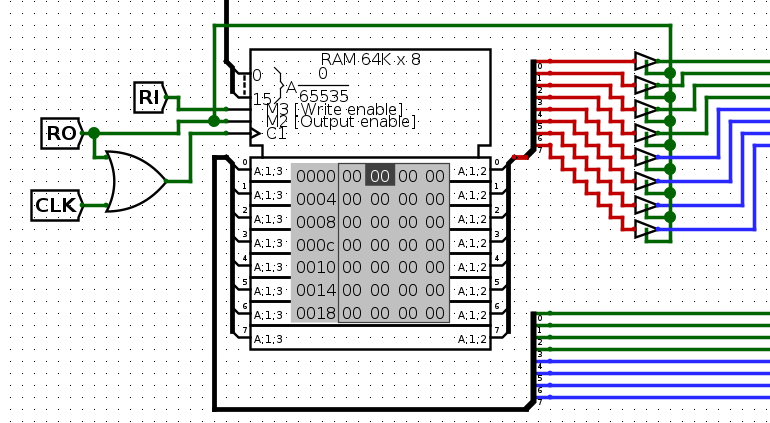 RAM 64K x 8
0
15
A
0
65535
M3 [Write enable]
M2 [Output enable]
C1
RI
RO
CLK
0 A;1;3 0000 00 00 00 00 A;1;2 0
1 A;1;3 0004 00 00 00 00 A;1;2 1
2 A;1;3 0008 00 00 00 00 A;1;2 2
3 A;1;3 000c 00 00 00 00 A;1;2 3
4 A;1;3 0010 00 00 00 00 A;1;2 4
5 A;1;3 0014 00 00 00 00 A;1;2 5
6 A;1;3 0018 00 00 00 00 A;1;2 6
7 A;1;3 A;1;2 7
0
1
2
3
4
5
6
7
0
1
2
3
4
5
6
7